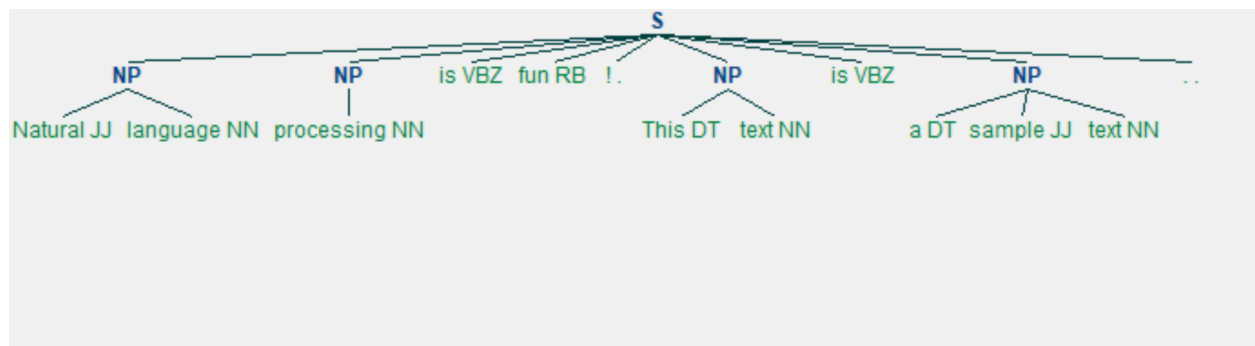 S
NP NP is VBZ fun RB ! . NP is VBZ NP . .
Natural JJ language NN processing NN This DT text NN a DT sample JJ text NN